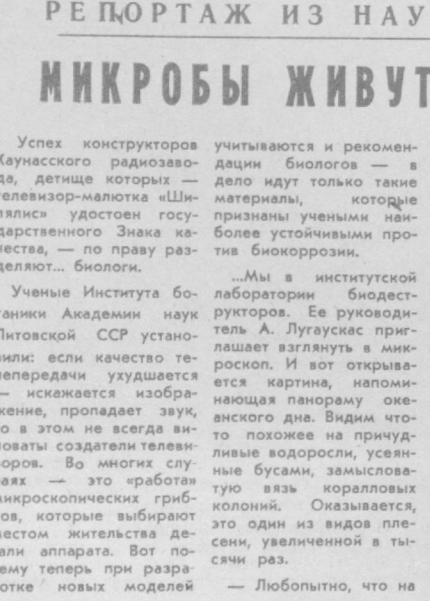 РЕПОРТАЖ ИЗ НАУ
МИКРОБЫ ЖИВУТ
Успех конструкторов
Каунасского радиозаво-
да, детище которых —
телевизор-малютка «Ши-
лялис» удостоен госу-
дарственного Знака ка-
чества, — по праву раз-
деляют... биологи.
Ученые Института бо-
таники Академии наук
Литовской ССР устано-
вили: если качество те-
лепередачи ухудшается
— искажается изобра-
жение, пропадает звук,
то в этом не всегда ви-
новаты создатели телеви-
зоров. Во многих слу-
чаях — это «работа»
микроскопических гриб-
ков, которые выбирают
местом жительства де-
тали аппарата. Вот по-
чему теперь при разра-
ботке новых моделей
учитываются и рекомен-
дации биологов — в
дело идут только такие
материалы, которые
признаны учеными наи-
более устойчивыми про-
тив биокоррозии.
...Мы в институтской
лаборатории биодест-
рукторов. Ее руководи-
тель А. Лугаускас приг-
лашает взглянуть в мик-
роскоп. И вот открыва-
ется картина, напоми-
нающая панораму оке-
анского дна. Видим что-
то похожее на причуд-
ливые водоросли, усеян-
ные бусами, замыслова-
тую вязь коралловых
колоний. Оказывается,
это один из видов пле-
сени, увеличенной в ты-
сячи раз.
— Любопытно, что на